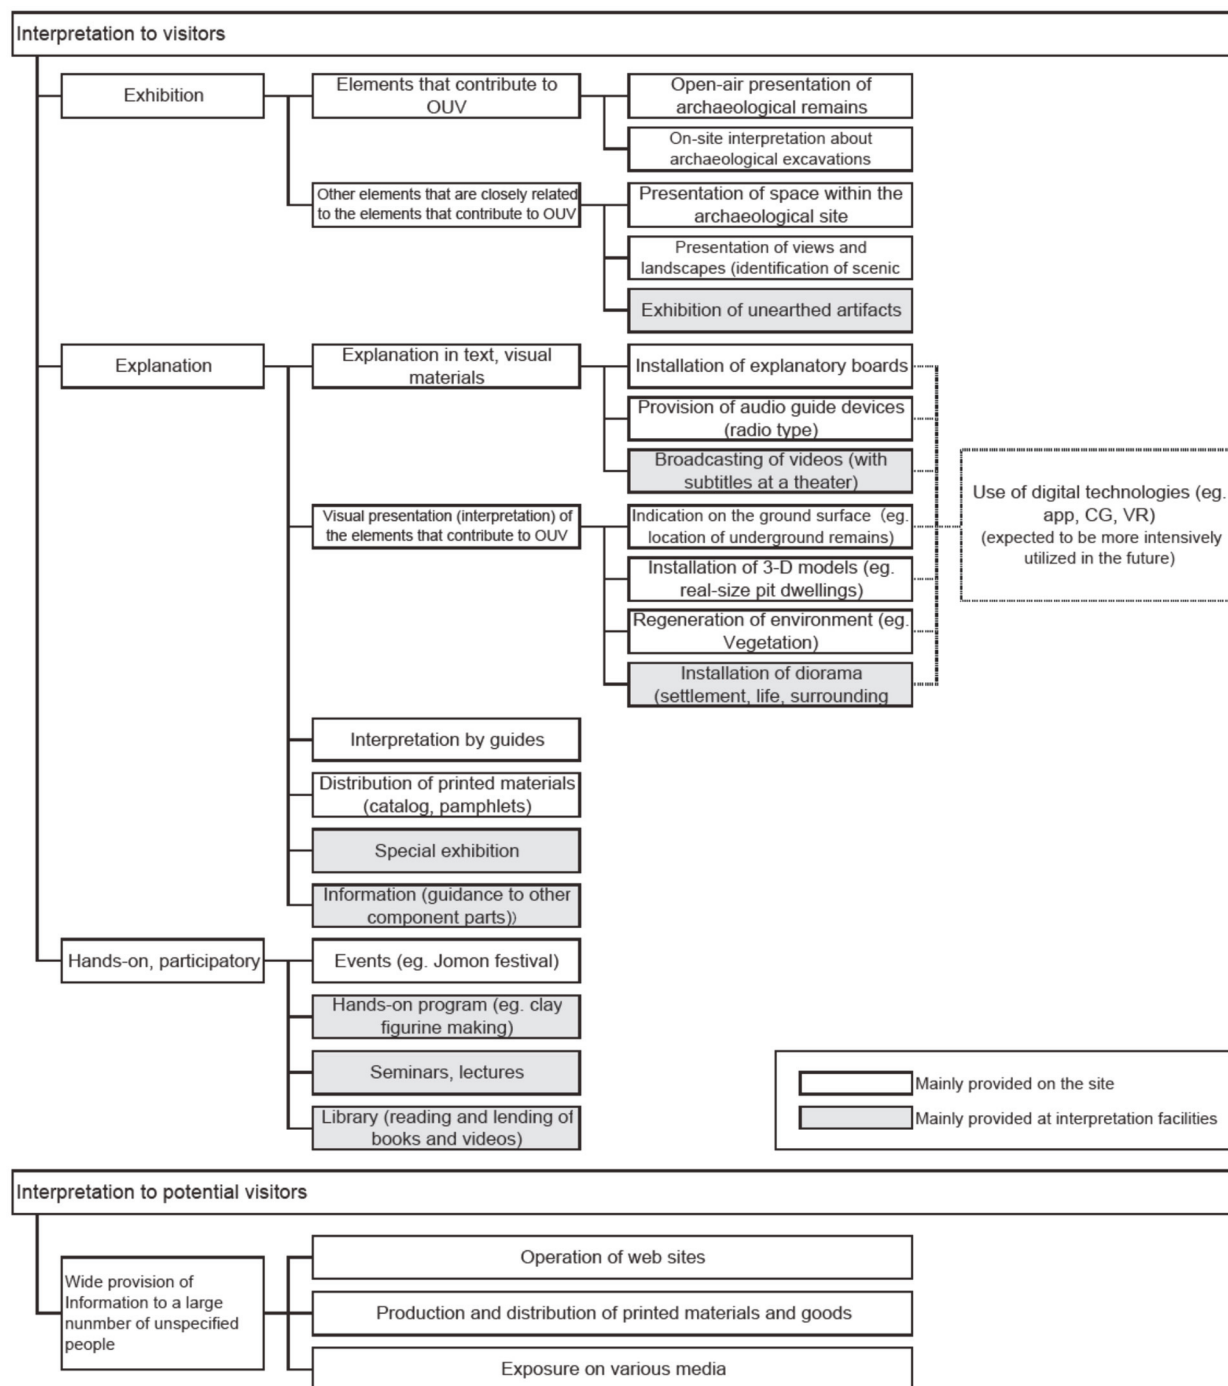 Interpretation to visitors
Exhibition
Elements that contribute to
OUV
Open-air presentation of
archaeological remains
On-site interpretation about
archaeological excavations
Other elements that are closely related
to the elements that contribute to OUV
Presentation of space within the
archaeological site
Presentation of views and
landscapes (identification of scenic
Exhibition of unearthed artifacts
Explanation
Explanation in text, visual
materials
Installation of explanatory boards
Provision of audio guide devices
(radio type)
Broadcasting of videos (with
subtitles at a theater)
Use of digital technologies (eg.
app, CG, VR)
(expected to be more intensively
utilized in the future)
Visual presentation (interpretation) of
the elements that contribute to OUV
Indication on the ground surface (eg.
location of underground remains)
Installation of 3-D models (eg.
real-size pit dwellings)
Regeneration of environment (eg.
Vegetation)
Installation of diorama
(settlement, life, surrounding
Interpretation by guides
Distribution of printed materials
(catalog, pamphlets)
Special exhibition
Information (guidance to other
component parts))
Hands-on, participatory
Events (eg. Jomon festival)
Hands-on program (eg. clay
figurine making)
Seminars, lectures
Library (reading and lending of
books and videos)
Mainly provided on the site
Mainly provided at interpretation facilities
Interpretation to potential visitors
Wide provision of
Information to a large
nunmber of unspecified
people
Operation of web sites
Production and distribution of printed materials and goods
Exposure on various media